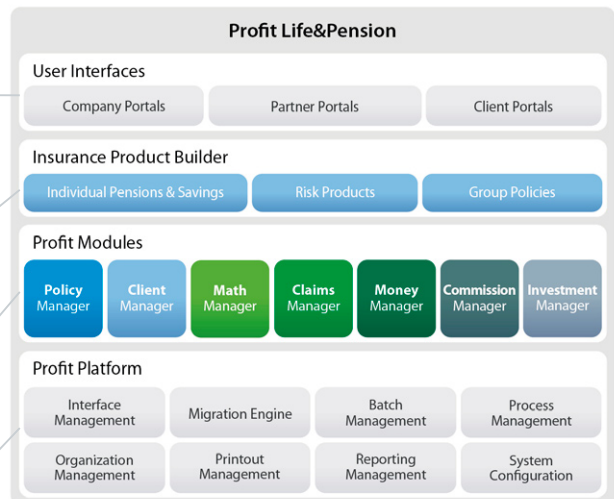 Profit Life&Pension
User Interfaces
Company Portals
Partner Portals
Client Portals
Insurance Product Builder
Individual Pensions & Savings
Risk Products
Group Policies
Profit Modules
Policy
Manager
Client
Manager
Math
Manager
Claims
Manager
Money
Manager
Commission
Manager
Investment
Manager
Profit Platform
Interface
Management
Migration Engine
Batch
Management
Process
Management
Organization
Management
Printout
Management
Reporting
Management
System
Configuration